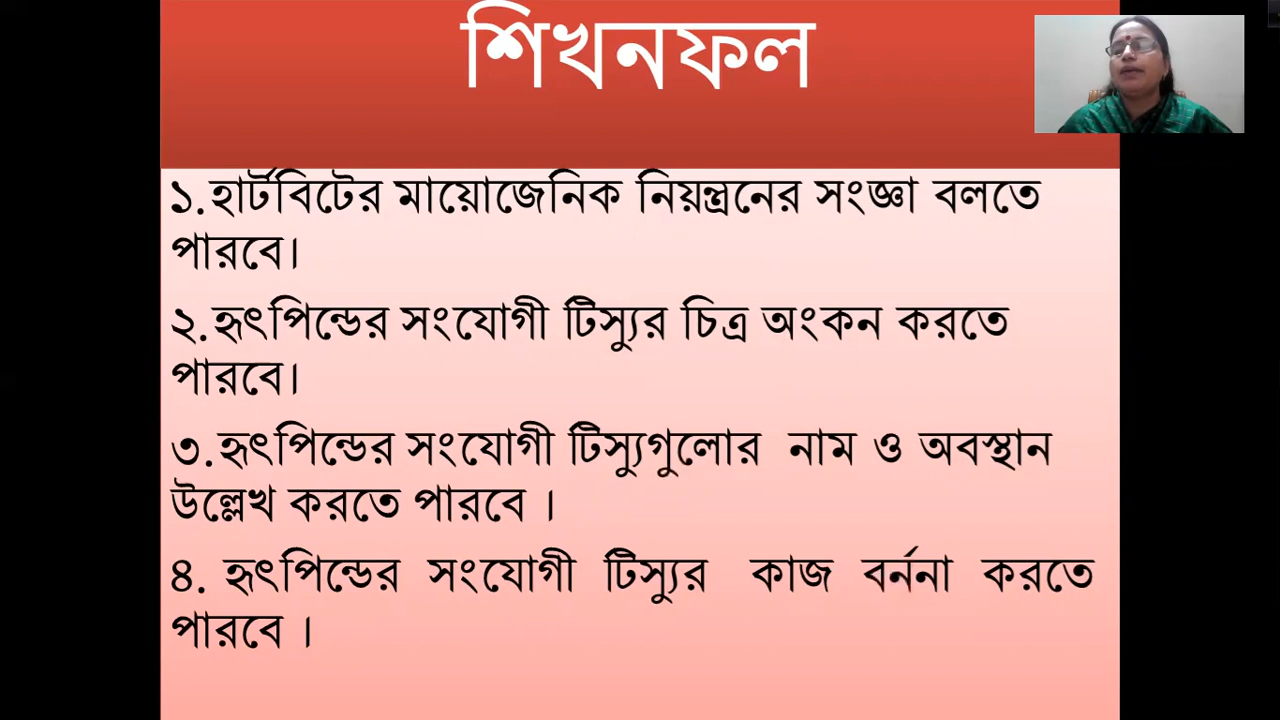 শিখনফল
১.হার্টবিটের মায়োজেনিক নিয়ন্ত্রনের সংজ্ঞা বলতে
পারবে।
২.হৃৎপিন্ডের সংযোগী টিস্যুর চিত্র অংকন করতে
পারবে।
৩.হৃৎপিন্ডের সংযোগী টিস্যুগুলোর নাম ও অবস্থান
উল্লেখ করতে পারবে ।
৪. হৃৎপিন্ডের সংযোগী টিস্যুর কাজ বর্ননা করতে
পারবে ।